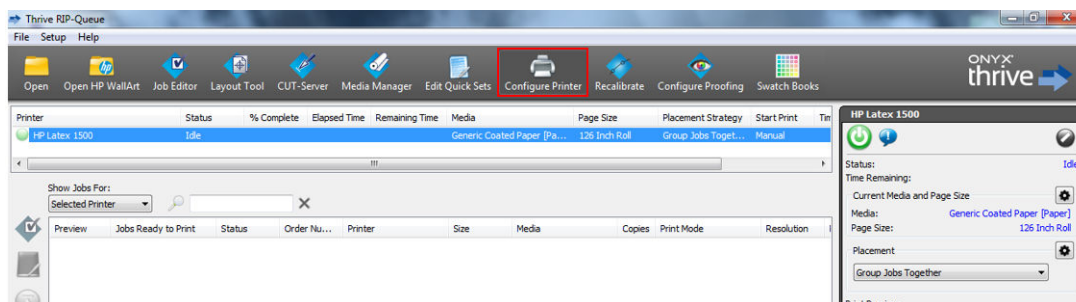 Thrive RIP-Queue
File Setup Help
Open Open HP WallArt Job Editor Layout Tool CUT-Server Media Manager Edit Quick Sets Configure Printer Recalibrate Configure Proofing Swatch Books
ONYX
thrive
Printer Status % Complete Elapsed Time Remaining Time Media Page Size Placement Strategy Start Print
HP Latex 1500 Idle Generic Coated Paper [Pa... 126 Inch Roll Group Jobs Toget... Manual
HP Latex 1500
Status: Idle
Time Remaining:
Current Media and Page Size
Media: Generic Coated Paper [Paper]
Page Size: 126 Inch Roll
Placement
Group Jobs Together
Show Jobs For:
Selected Printer
Preview Jobs Ready to Print Status Order Nu... Printer Size Media Copies Print Mode Resolution